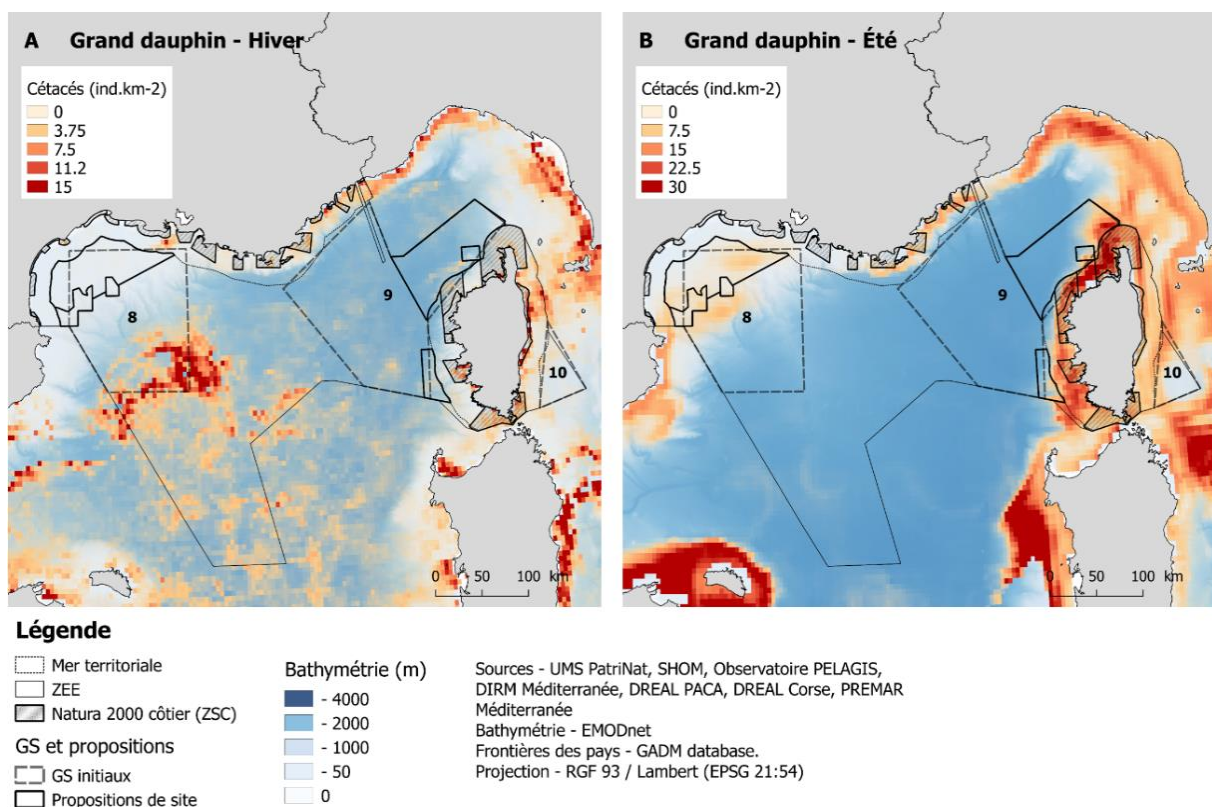 A Grand dauphin - Hiver
Cétacés (ind.km-2)
0
3.75
7.5
11.2
15
8
9
10
0 50 100 km
B Grand dauphin - Été
Cétacés (ind.km-2)
0
7.5
15
22.5
30
8
9
10
0 50 100 km
Légende
Mer territoriale
ZEE
Natura 2000 côtier (ZSC)
GS et propositions
GS initiaux
Propositions de site
Bathymétrie (m)
- 4000
- 2000
- 1000
- 50
0
Sources - UMS PatriNat, SHOM, Observatoire PELAGIS,
DIRM Méditerranée, DREAL PACA, DREAL Corse, PREMAR
Méditerranée
Bathymétrie - EMODnet
Frontières des pays - GADM database.
Projection - RGF 93 / Lambert (EPSG 21:54)